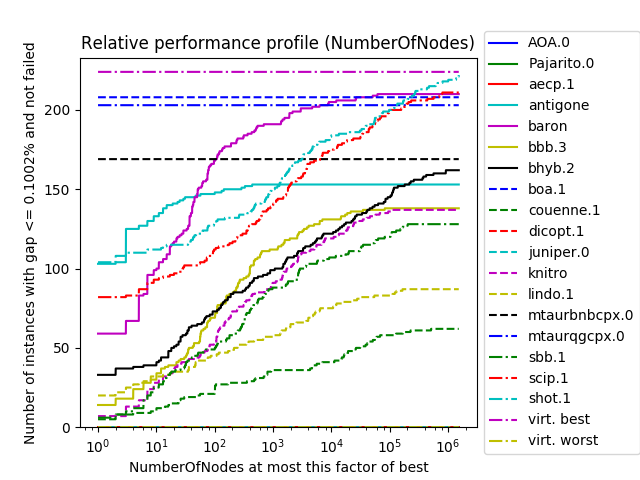 Relative performance profile (NumberOfNodes)
Number of instances with gap <= 0.1002% and not failed
200
150
100
50
0
10^0
10^1
10^2
10^3
10^4
10^5
10^6
NumberOfNodes at most this factor of best
AOA.0
Pajarito.0
aecp.1
antigone
baron
bbb.3
bhyb.2
boa.1
couenne.1
dicopt.1
juniper.0
knitro
lindo.1
mtaurbnbcpx.0
mtaurqgcpx.0
sbb.1
scip.1
shot.1
virt. best
virt. worst